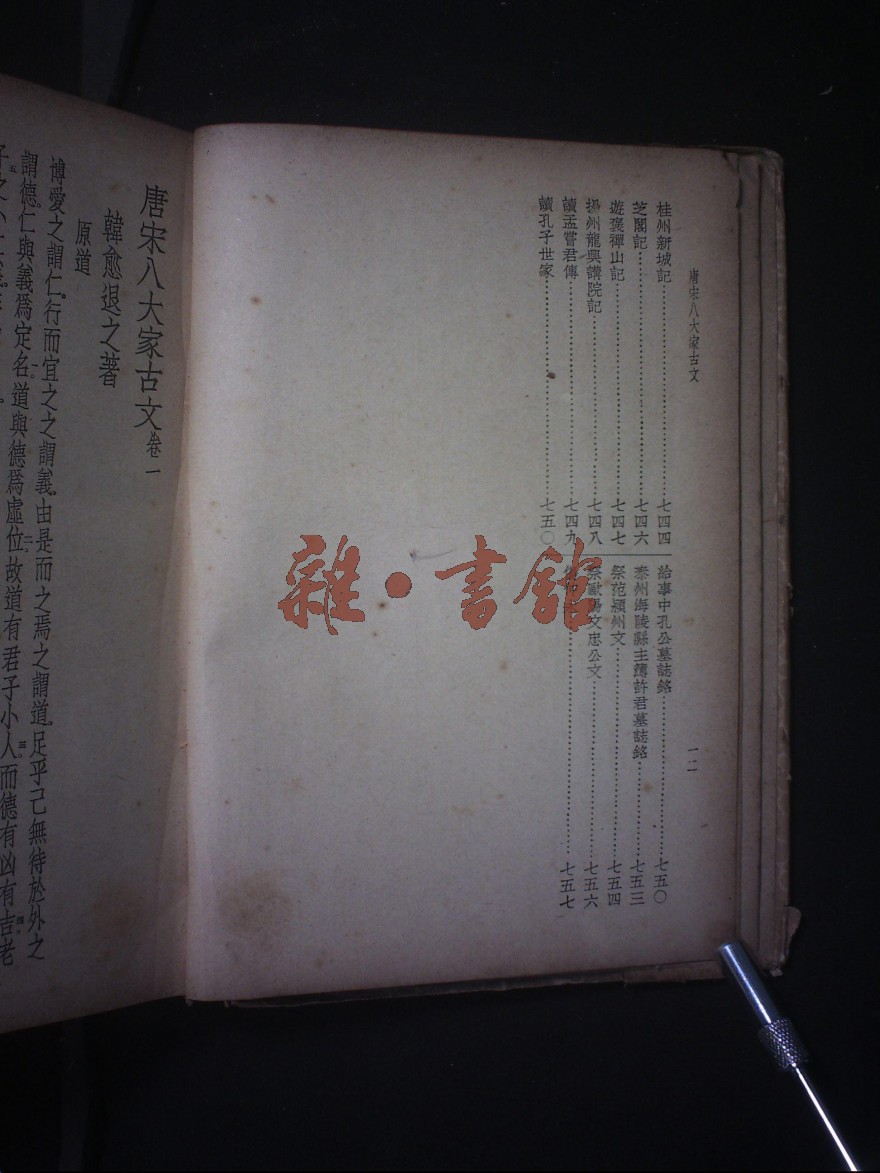 唐宋八大家古文
一二
桂州新城記……七四四
芝閣記……七四六
遊褒禪山記……七四七
揚州龍興講院記……七四八
讀孟嘗君傳……七四九
讀孔子世家……七五〇
給事中孔公墓誌銘……七五〇
泰州海陵縣主簿許君墓誌銘……七五三
祭范潁州文……七五四
祭歐陽文忠公文……七五六
……七五七
雜·書館
唐宋八大家古文卷一
韓愈退之著
原道
博愛之謂仁。行而宜之之謂義。由是而之焉之謂道。足乎己無待於外之
謂德。仁與義爲定名。道與德爲虛位。故道有君子小人。而德有凶有吉。老